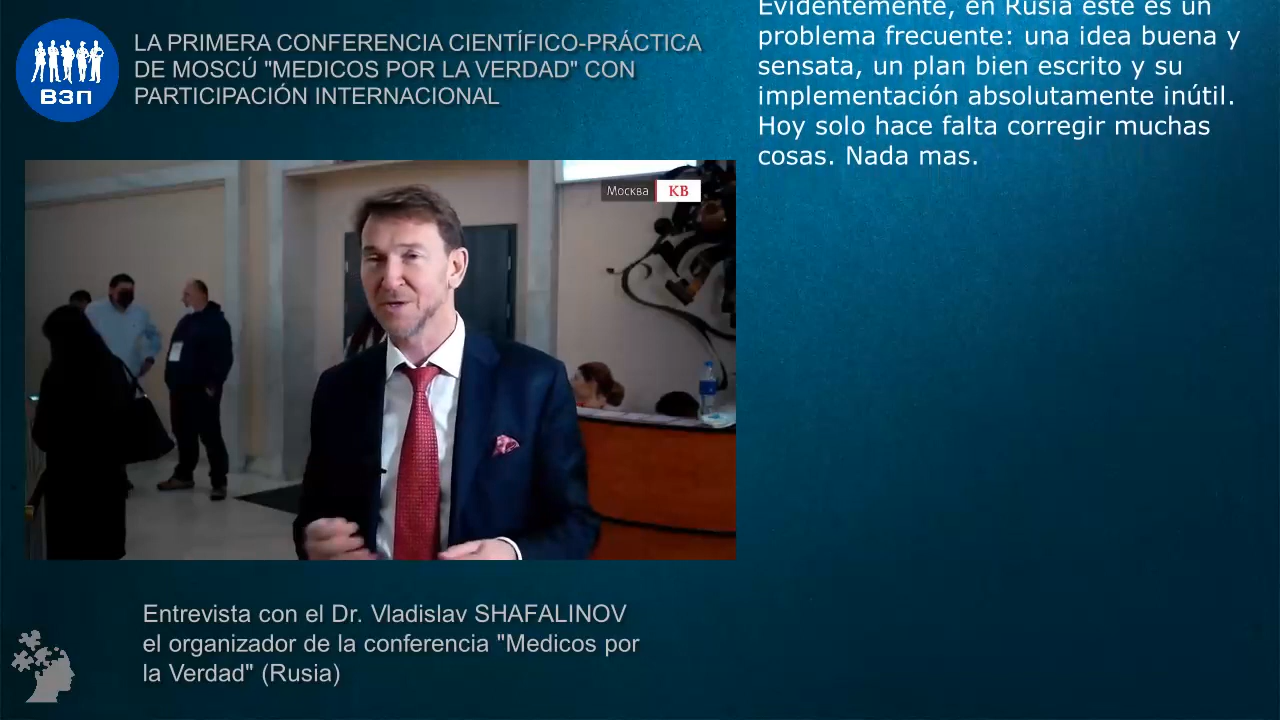 LA PRIMERA CONFERENCIA CIENTÍFICO-PRÁCTICA
DE MOSCÚ "MEDICOS POR LA VERDAD" CON
PARTICIPACIÓN INTERNACIONAL
ВЗП
Evidentemente, en Rusia este es un
problema frecuente: una idea buena y
sensata, un plan bien escrito y su
implementación absolutamente inútil.
Hoy solo hace falta corregir muchas
cosas. Nada mas.
Москва КВ
Entrevista con el Dr. Vladislav SHAFALINOV
el organizador de la conferencia "Medicos por
la Verdad" (Rusia)